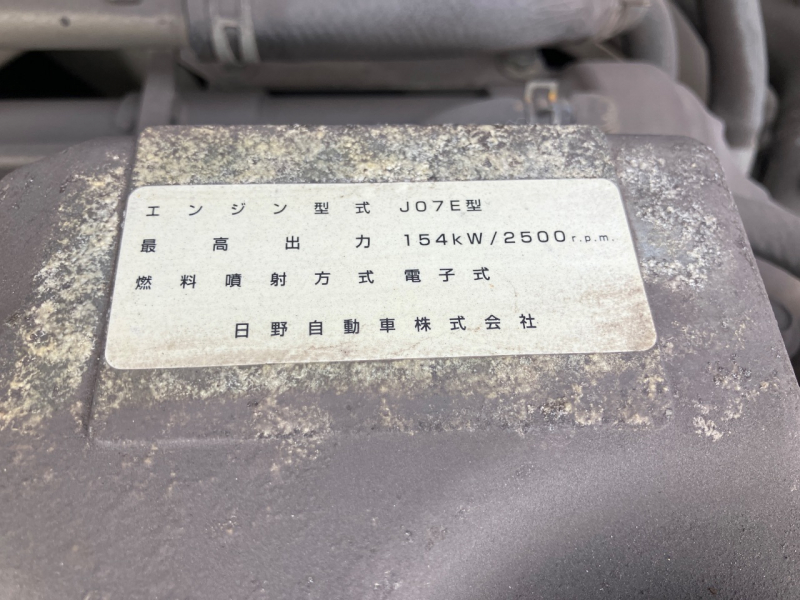 エンジン型式 J07E型
最高出力 154kW/2500r.p.m.
燃料噴射方式 電子式
日野自動車株式会社